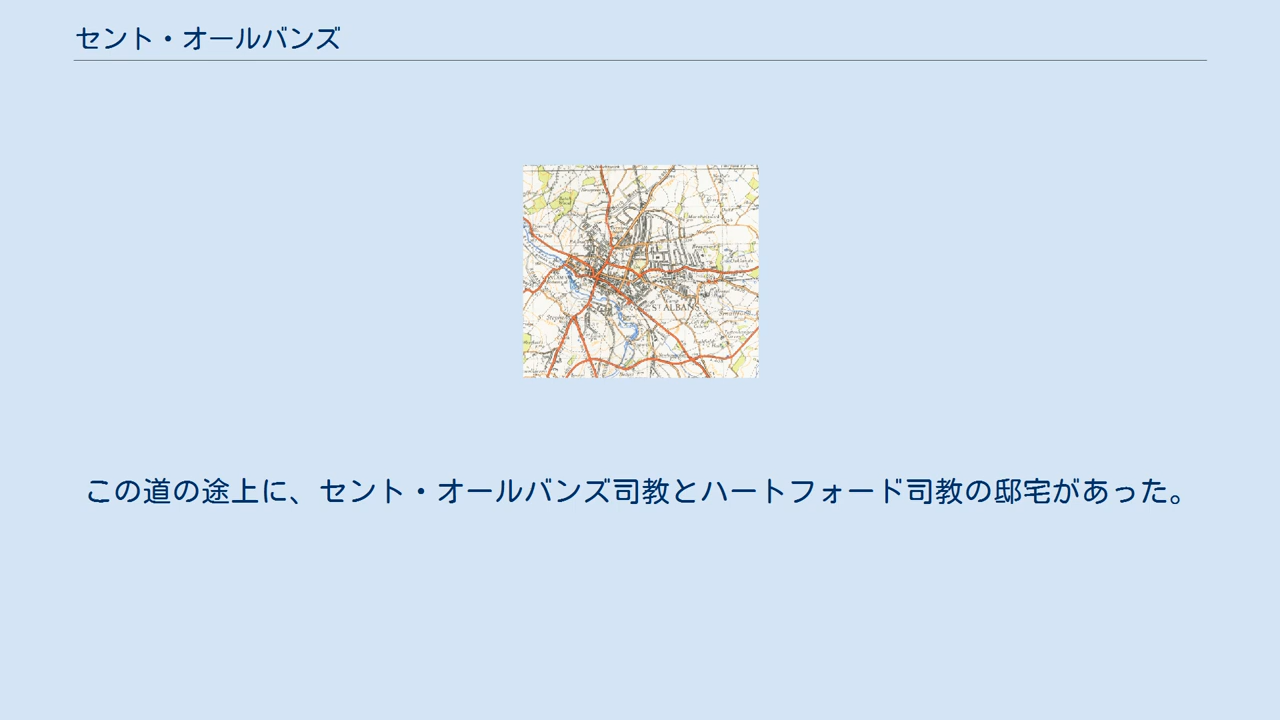 セント・オールバンズ
ST ALBANS
この道の途上に、セント・オールバンズ司教とハートフォード司教の邸宅があった。